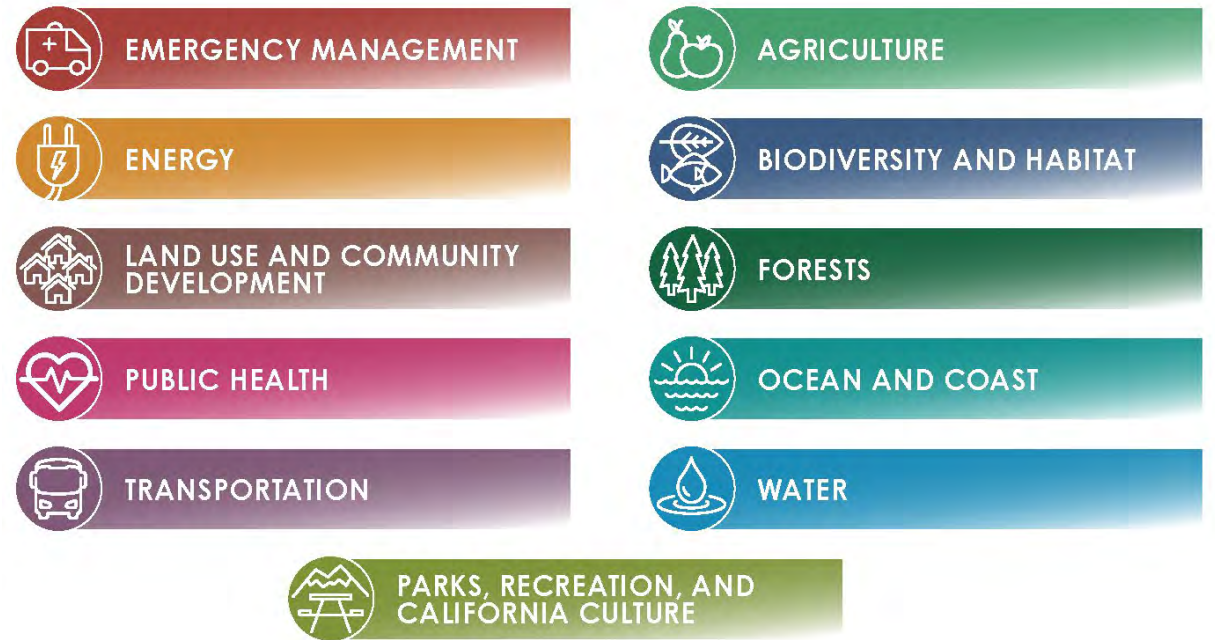 EMERGENCY MANAGEMENT
ENERGY
LAND USE AND COMMUNITY
DEVELOPMENT
PUBLIC HEALTH
TRANSPORTATION
AGRICULTURE
BIODIVERSITY AND HABITAT
FORESTS
OCEAN AND COAST
WATER
PARKS, RECREATION, AND
CALIFORNIA CULTURE